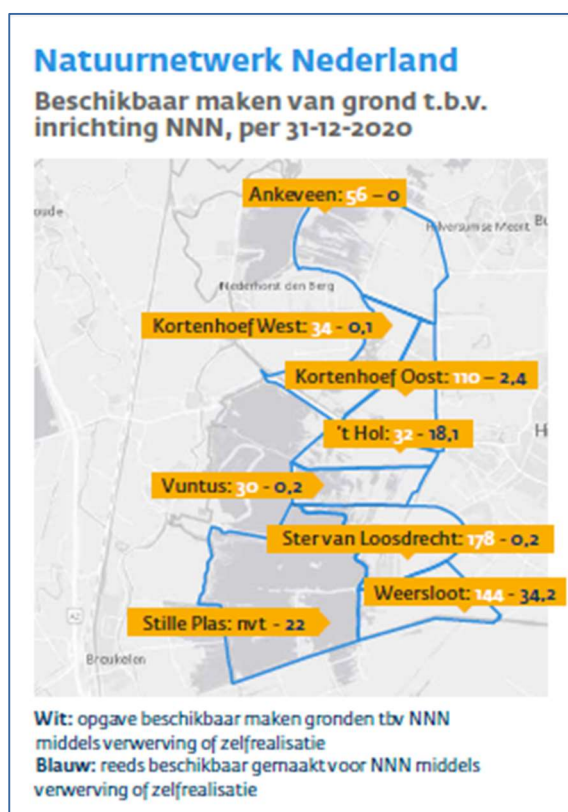 Natuurnetwerk Nederland
Beschikbaar maken van grond t.b.v.
inrichting NNN, per 31-12-2020
Ankeveen: 56 – 0
oude
Hilversumse Meent
Bu
Nederhorst den Berg
Kortenhoef West: 34 - 0,1
Kortenhoef Oost: 110 – 2,4
't Hol: 32 - 18,1
Vuntus: 30 - 0,2
Ster van Loosdrecht: 178 - 0,2
Weersloot: 144 - 34,2
A2
Stille Plas: nvt - 22
Breukelen
Wit: opgave beschikbaar maken gronden tbv NNN
middels verwerving of zelfrealisatie
Blauw: reeds beschikbaar gemaakt voor NNN middels
verwerving of zelfrealisatie